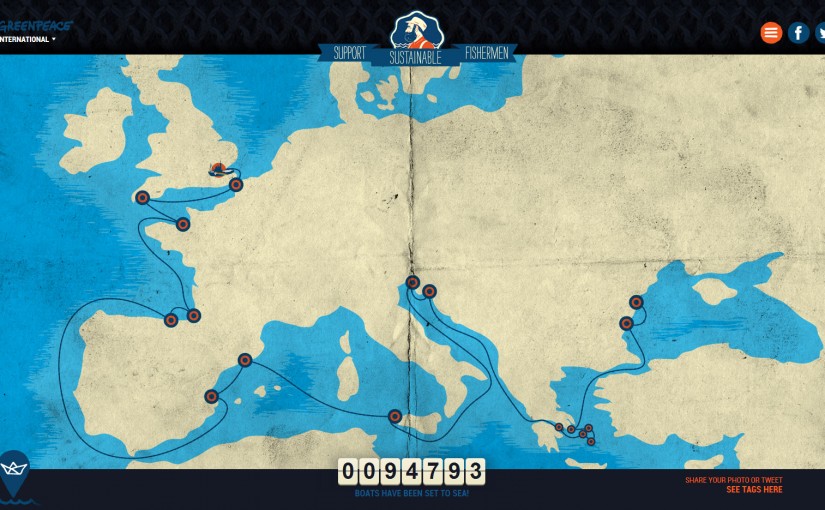 GREENPEACE
INTERNATIONAL
SUPPORT SUSTAINABLE FISHERMEN
0094793
BOATS HAVE BEEN SET TO SEA!
SHARE YOUR PHOTO OR TWEET
SEE TAGS HERE